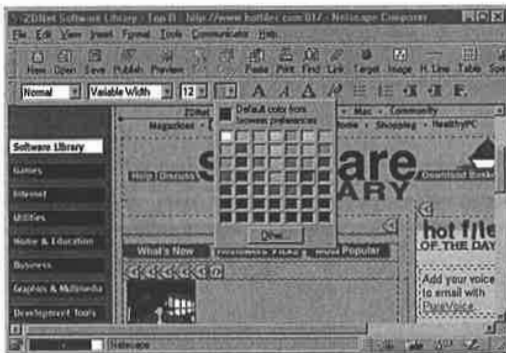 ZDNet Software Library - Top D http://www.hotfiles.com/01/ - Netscape Composer
File Edit View Insert Format Tools Communicator Help
New Open Save Publish Preview Paste Print Find Link Target Image H. Line Table
Normal Variable Width 12 A A A
Default color from
browser preferences
ZDNet Mac Community
Magazines Shopping HealthyPC
Software Library
Games
Internet
Utilities
Home & Education
Business
Graphics & Multimedia
Development Tools
Help Discuss
Download Basket
Other...
What's New Most Popular
hot file
OF THE DAY
Add your voice
to email with
PureVoice
Netscape